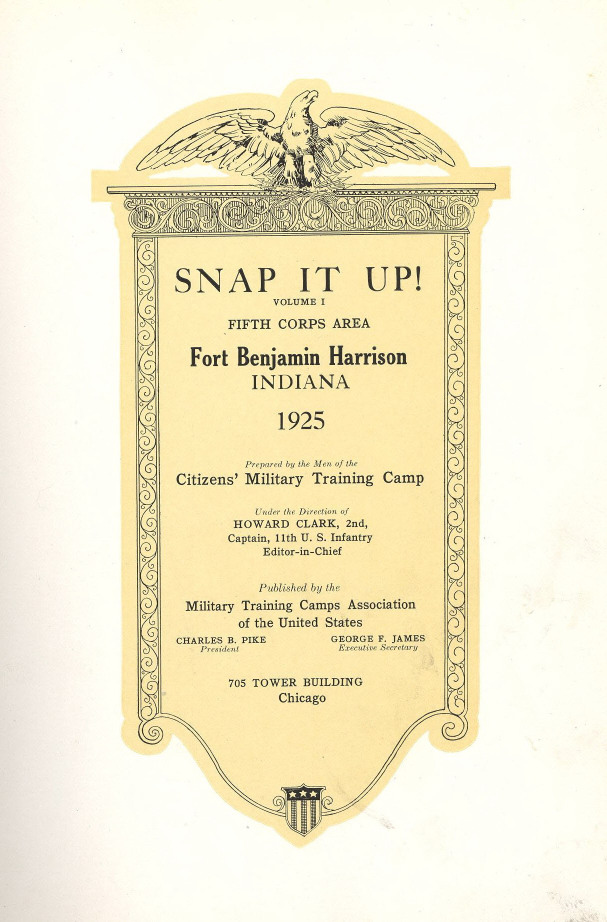 SNAP IT UP!
VOLUME I
FIFTH CORPS AREA
Fort Benjamin Harrison
INDIANA
1925
Prepared by the Men of the
Citizens' Military Training Camp
Under the Direction of
HOWARD CLARK, 2nd,
Captain, 11th U. S. Infantry
Editor-in-Chief
Published by the
Military Training Camps Association
of the United States
CHARLES B. PIKE GEORGE F. JAMES
President Executive Secretary
705 TOWER BUILDING
Chicago